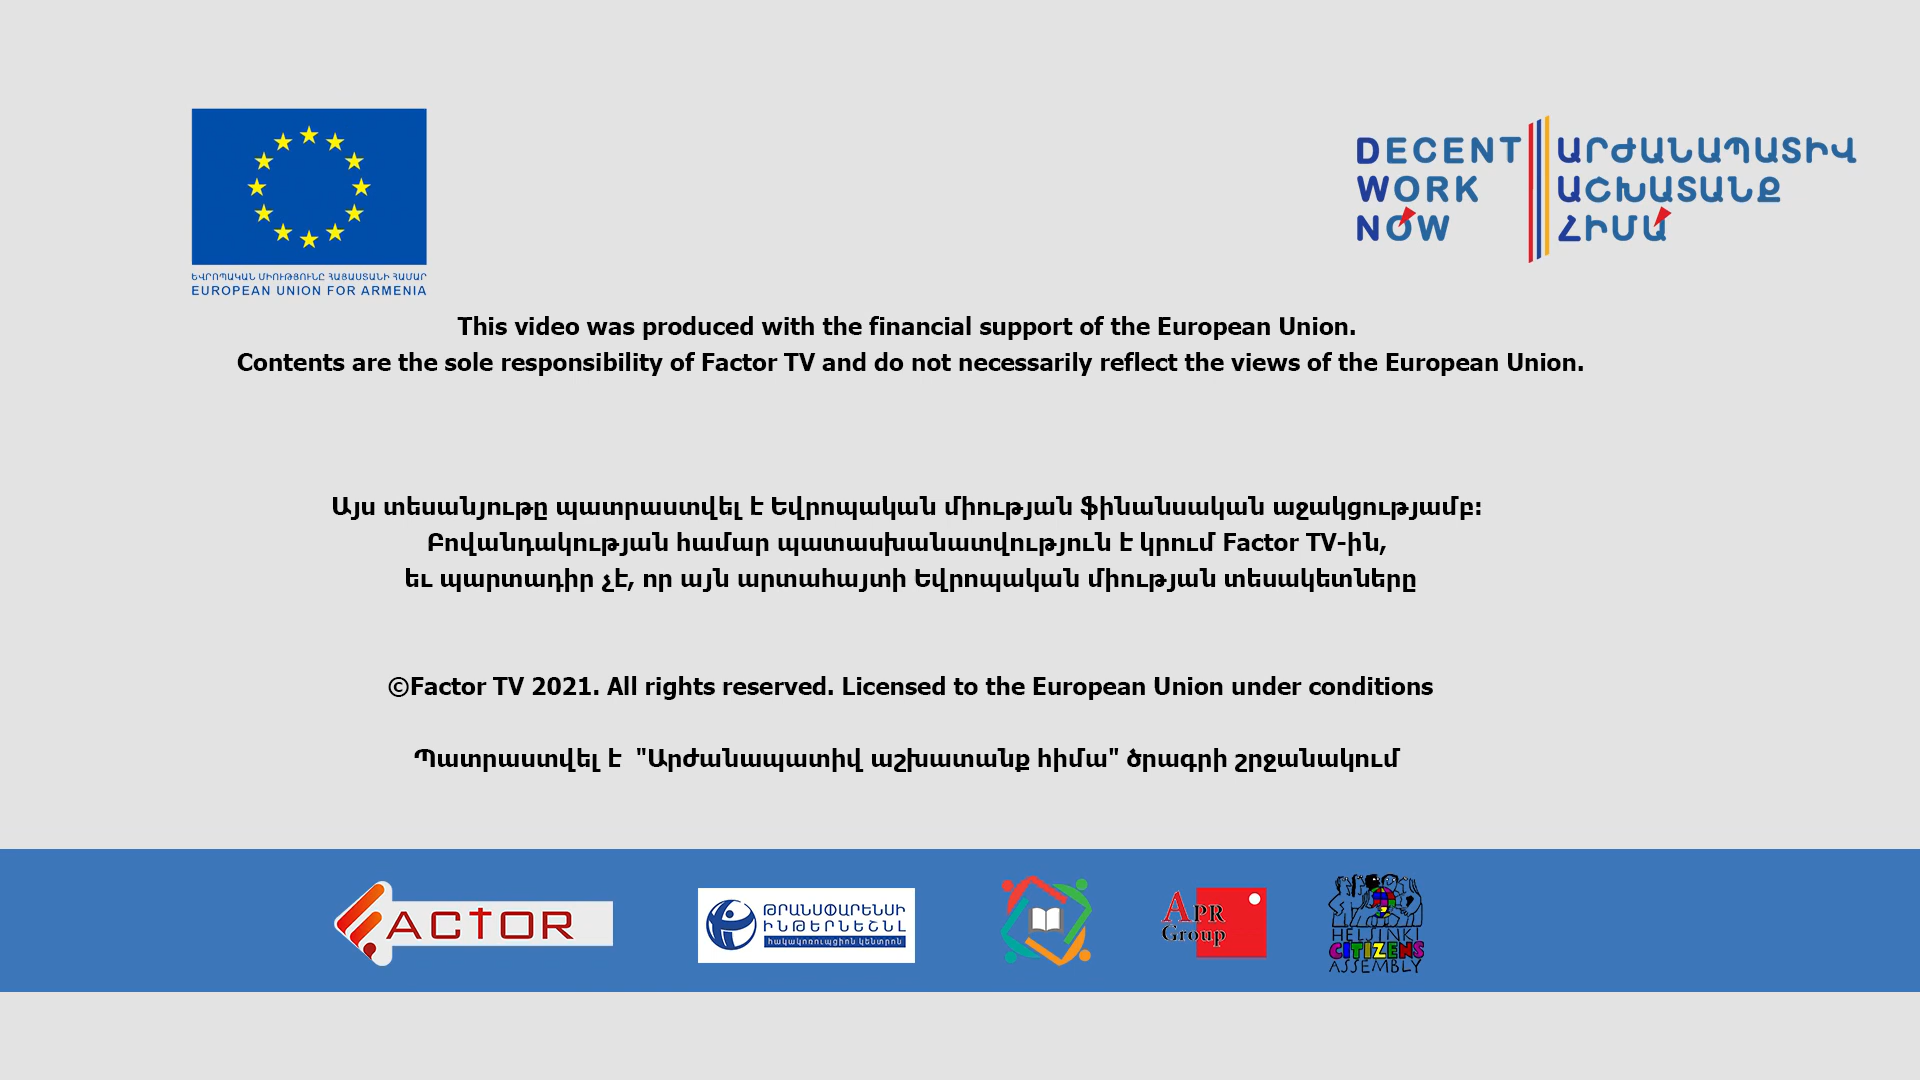 ԵՎՐՈՊԱԿԱՆ ՄԻՈՒԹՅՈՒՆԸ ՀԱՅԱՍՏԱՆԻ ՀԱՄԱՐ
EUROPEAN UNION FOR ARMENIA
DECENT
WORK
NOW
ԱՐԺԱՆԱՊԱՏԻՎ
ԱՇԽԱՏԱՆՔ
ՀԻՄԱ
This video was produced with the financial support of the European Union.
Contents are the sole responsibility of Factor TV and do not necessarily reflect the views of the European Union.
Այս տեսանյութը պատրաստվել է Եվրոպական միության ֆինանսական աջակցությամբ:
Բովանդակության համար պատասխանատվություն է կրում Factor TV-ին,
եւ պարտադիր չէ, որ այն արտահայտի Եվրոպական միության տեսակետները
©Factor TV 2021. All rights reserved. Licensed to the European Union under conditions
Պատրաստվել է "Արժանապատիվ աշխատանք հիմա" ծրագրի շրջանակում
FACTOR
ԹՐԱՆՍՓԱՐԵՆՍԻ
ԻՆԹԵՐՆԵՇՆԼ
հակակոռուպցիոն կենտրոն
APR
Group
HELSINKI
CITIZENS
ASSEMBLY